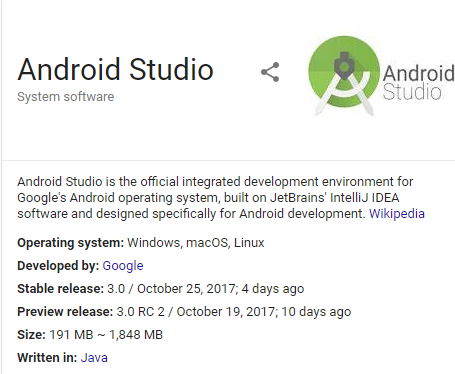 Android Studio
System software
Android
Studio
Android Studio is the official integrated development environment for
Google's Android operating system, built on JetBrains' IntelliJ IDEA
software and designed specifically for Android development. Wikipedia
Operating system: Windows, macOS, Linux
Developed by: Google
Stable release: 3.0 / October 25, 2017; 4 days ago
Preview release: 3.0 RC 2 / October 19, 2017; 10 days ago
Size: 191 MB ~ 1,848 MB
Written in: Java